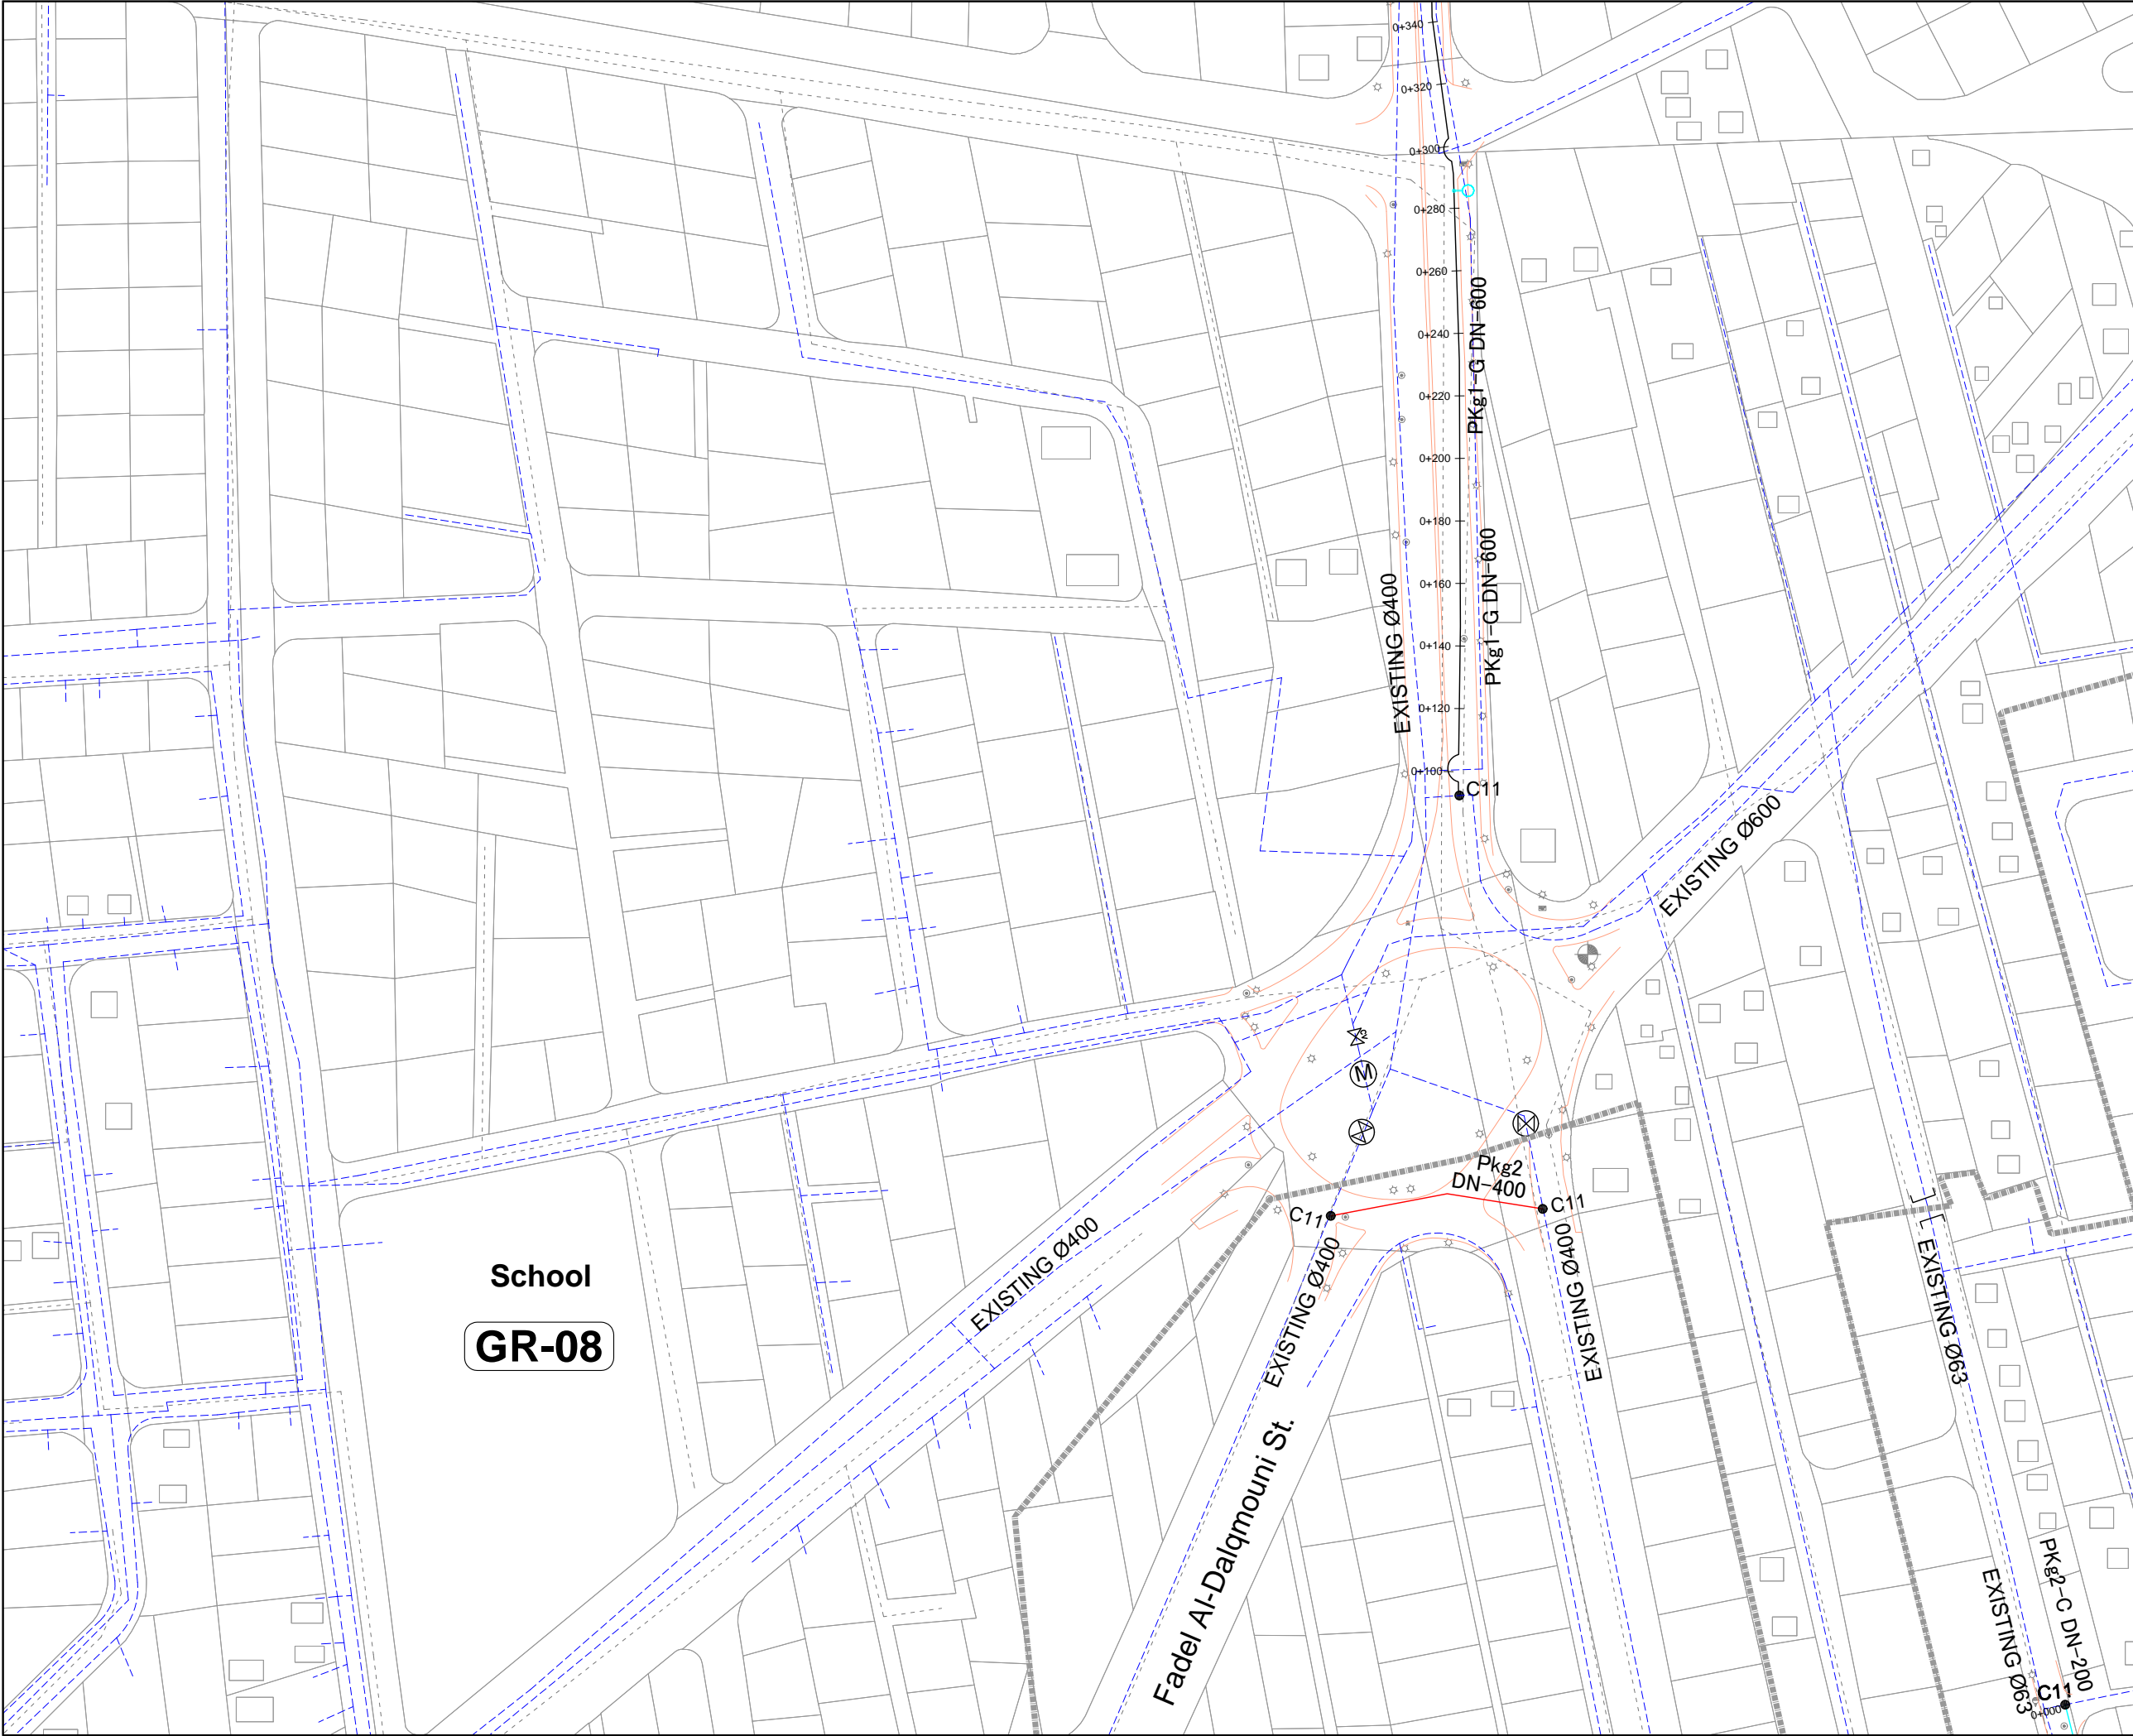 0+340
0+320
0+300
0+280
0+260
0+240
0+220
0+200
0+180
0+160
0+140
0+120
0+100
PKg1-G DN-600
PKg1-G DN-600
EXISTING Ø400
C11
EXISTING Ø600
M
Pkg2
DN-400
C11
C11
EXISTING Ø400
EXISTING Ø400
EXISTING Ø400
School
GR-08
Fadel Al-Dalqmouni St.
EXISTING Ø63
EXISTING Ø63
PKg2-C DN-200
C11
0+000